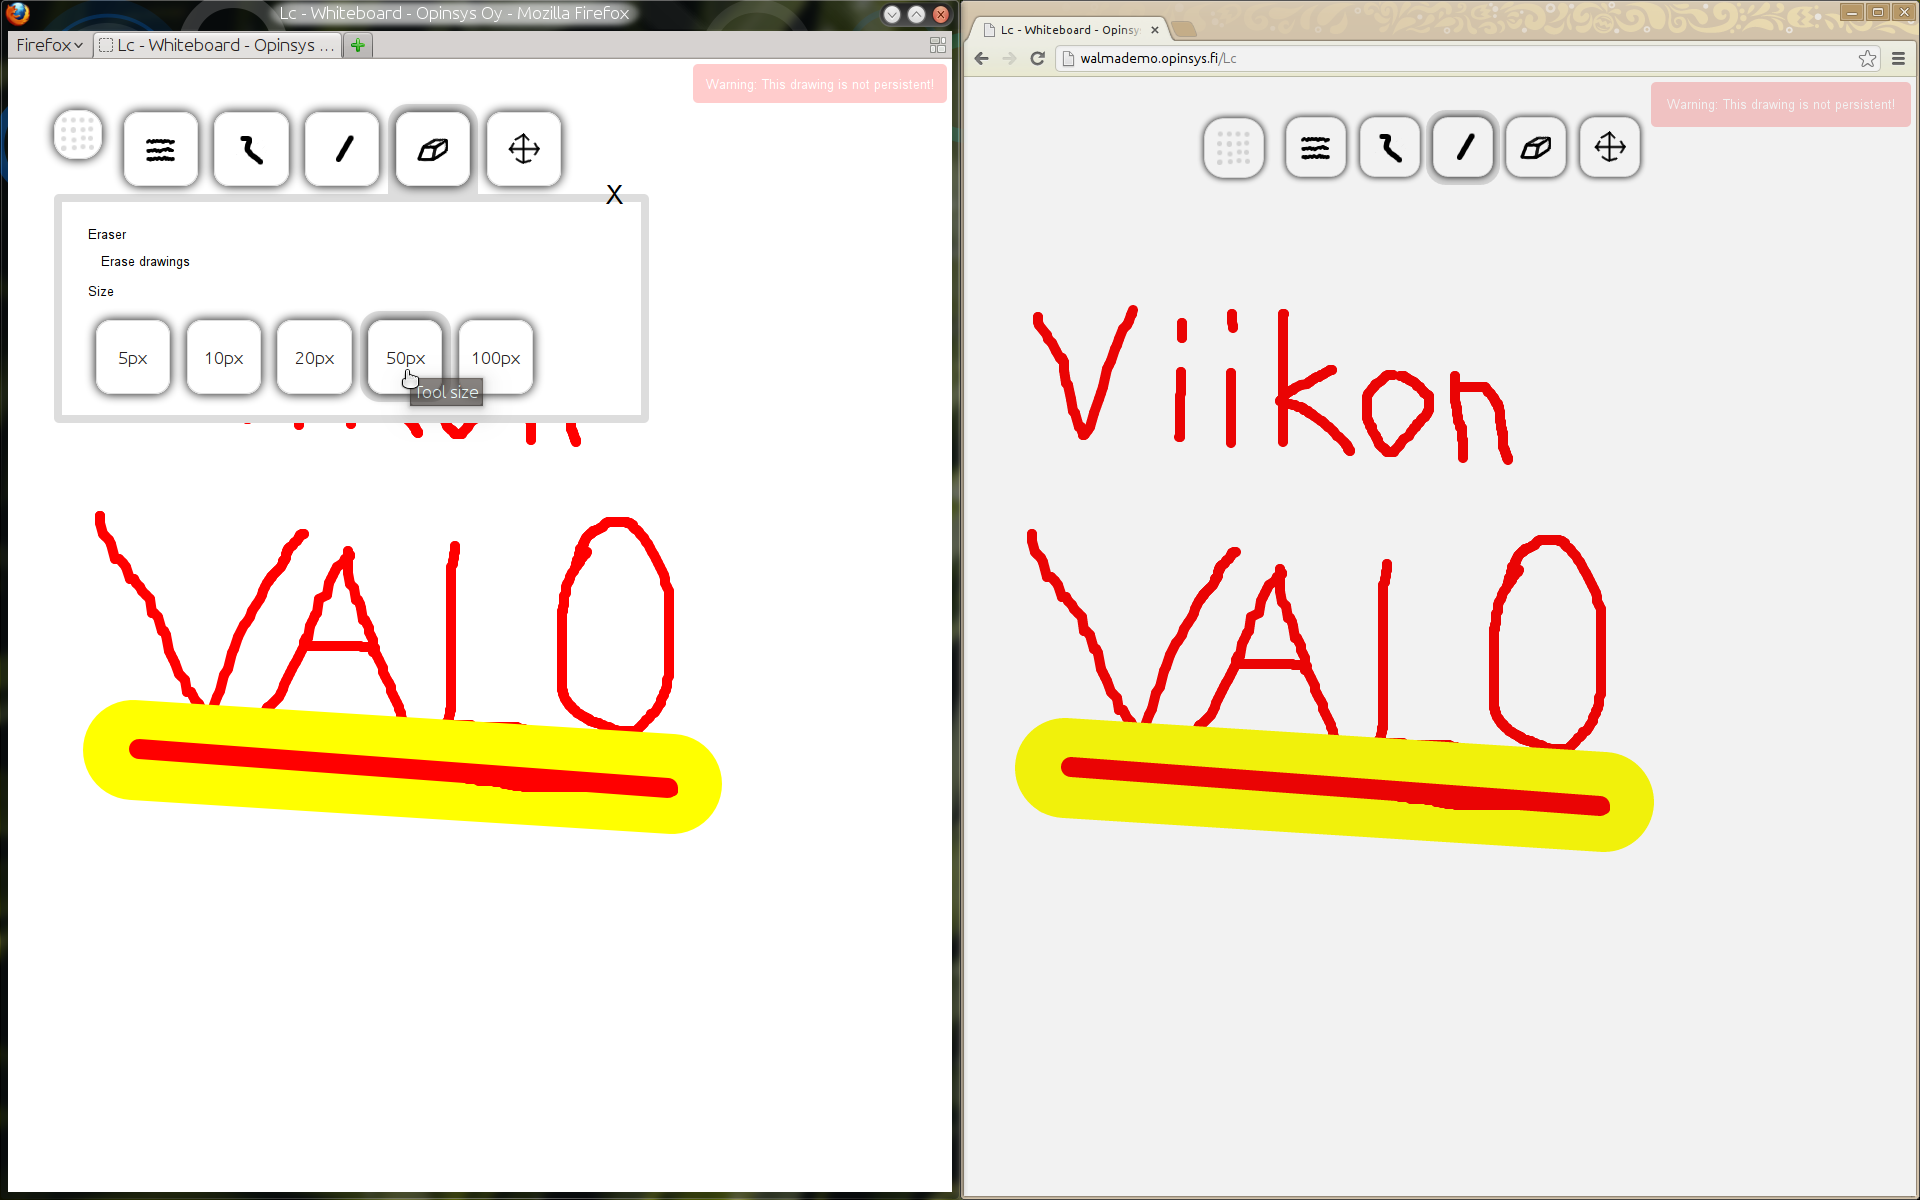 Lc - Whiteboard - Opinsys Oy - Mozilla Firefox
Firefox
Lc - Whiteboard - Opinsys ...
Warning: This drawing is not persistent!
X
Eraser
Erase drawings
Size
5px
10px
20px
50px
100px
Tool size
VALO
Lc - Whiteboard - Opinsy
walmademo.opinsys.fi/Lc
Warning: This drawing is not persistent!
Viikon
VALO